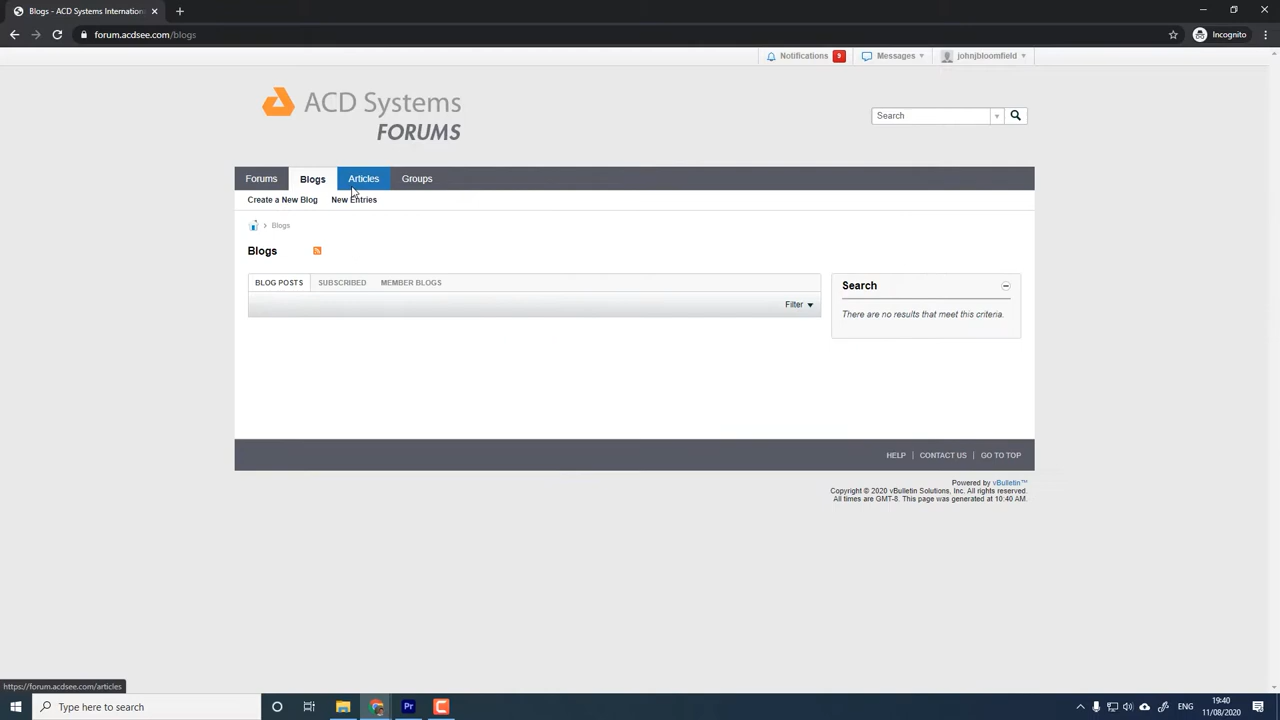 Blogs - ACD Systems Internation
forum.acdsee.com/blogs
Incognito
Notifications 9
Messages
johnjbloomfield
ACD Systems
FORUMS
Search
Forums
Blogs
Articles
Groups
Create a New Blog
New Entries
Blogs
Blogs
BLOG POSTS
SUBSCRIBED
MEMBER BLOGS
Filter
Search
There are no results that meet this criteria.
HELP
CONTACT US
GO TO TOP
Powered by vBulletin™
Copyright © 2020 vBulletin Solutions, Inc. All rights reserved.
All times are GMT-8. This page was generated at 10:40 AM.
https://forum.acdsee.com/articles
Type here to search
Pr
ENG
19:40
11/08/2020